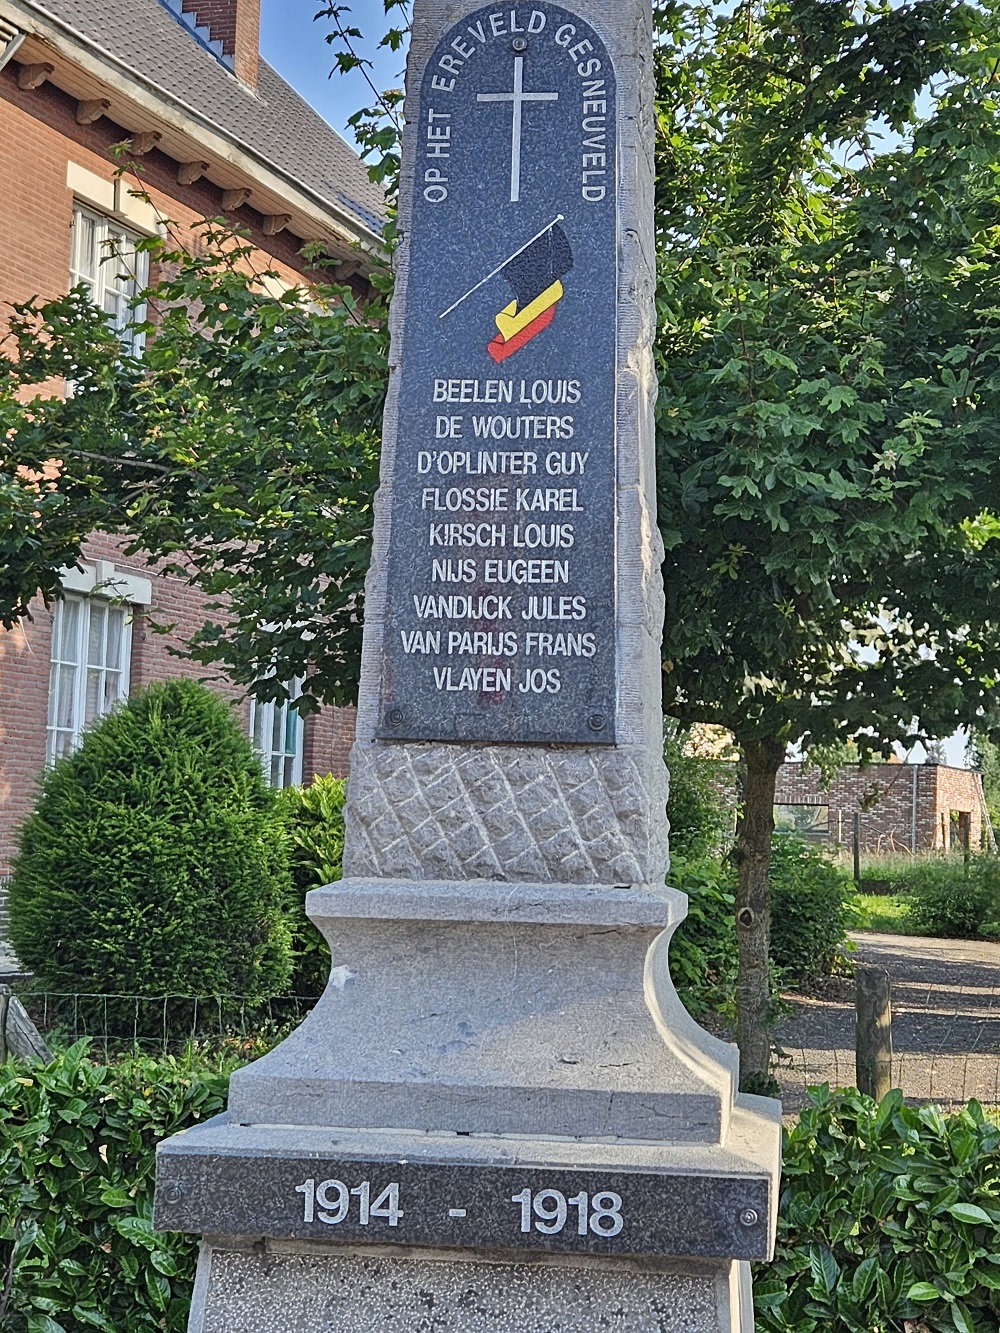 OP HET EREVELD GESNEUVELD
BEELEN LOUIS
DE WOUTERS
D'OPLINTER GUY
FLOSSIE KAREL
KIRSCH LOUIS
NIJS EUGEEN
VANDIJCK JULES
VAN PARIJS FRANS
VLAYEN JOS
1914 - 1918